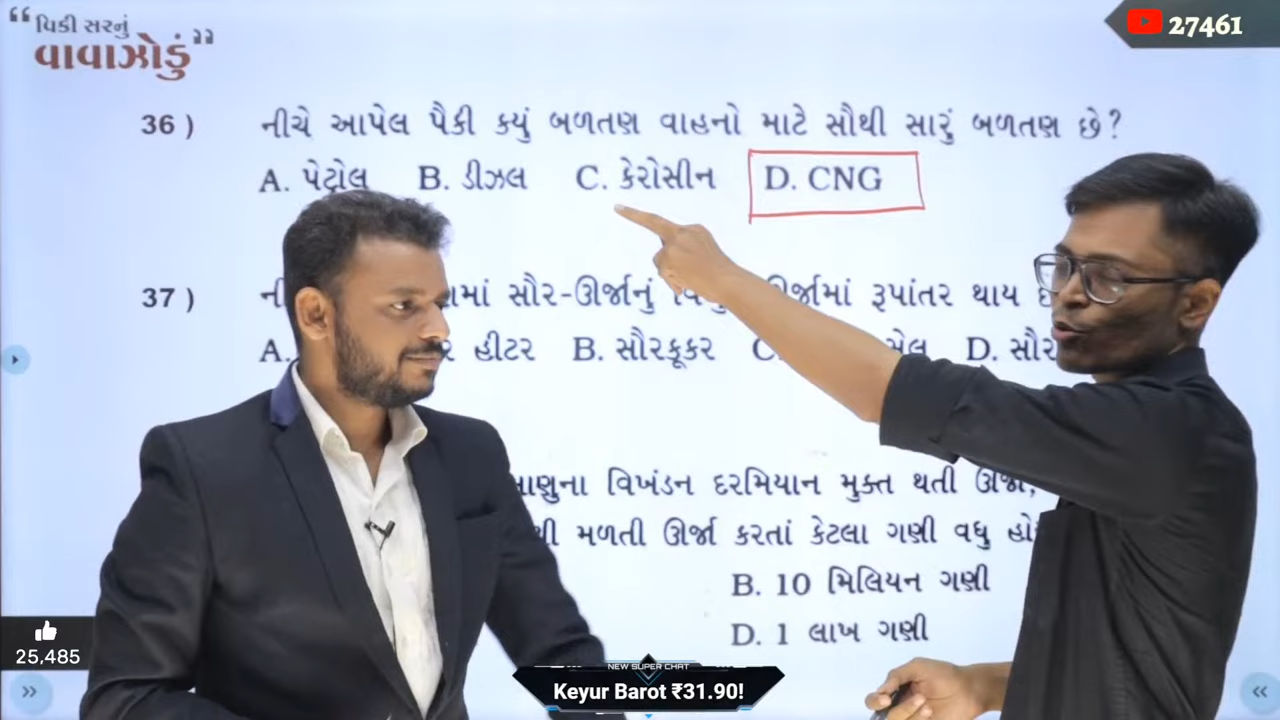 “ વિકી સરનું
વાવાઝોડું ”
27461
36 ) નીચે આપેલ પૈકી કયું બળતણ વાહનો માટે સૌથી સારું બળતણ છે?
A. પેટ્રોલ B. ડીઝલ C. કેરોસીન D. CNG
37 ) સૌર-ઊર્જાનું રૂપાંતર થાય
A. હીટર B. સૌરકૂકર C. D.
વિખંડન દરમિયાન મુક્ત થતી ઊર્જા,
મળતી ઊર્જા કરતાં કેટલા ગણી વધુ
B. 10 મિલિયન ગણી
D. 1 લાખ ગણી
25,485
NEW SUPER CHAT
Keyur Barot ₹31.90!